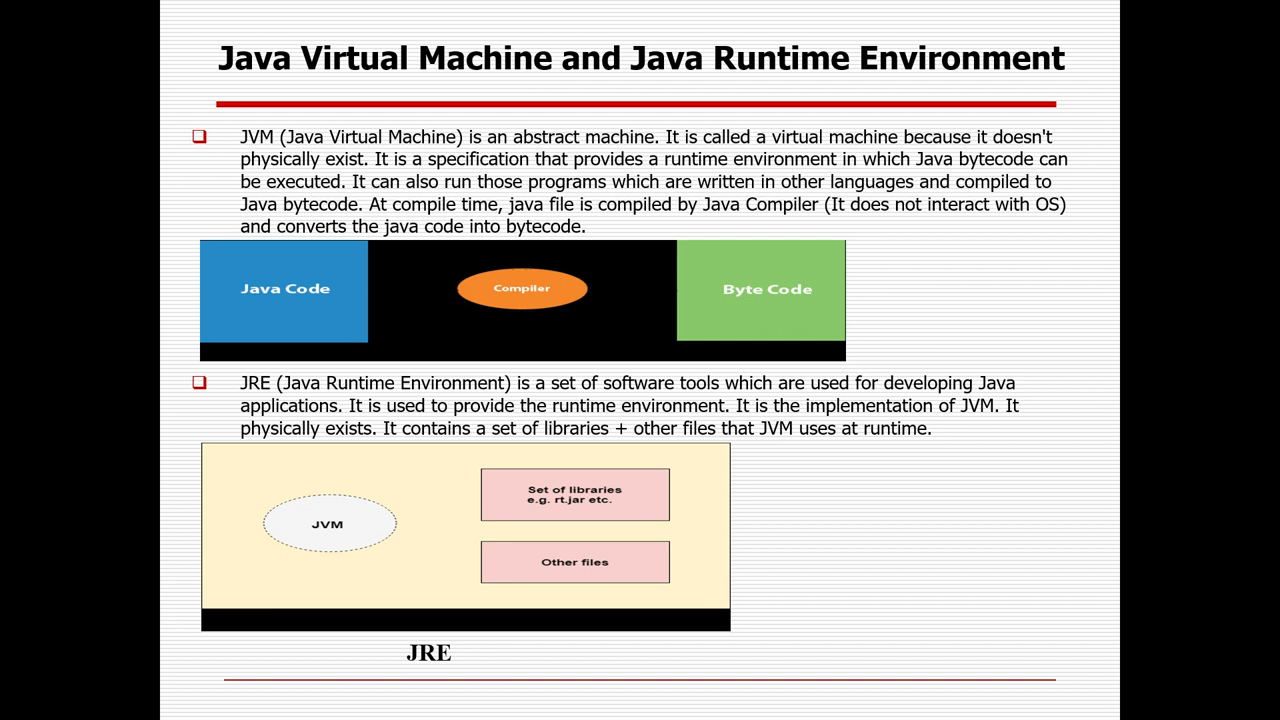 Java Virtual Machine and Java Runtime Environment
JVM (Java Virtual Machine) is an abstract machine. It is called a virtual machine because it doesn't
physically exist. It is a specification that provides a runtime environment in which Java bytecode can
be executed. It can also run those programs which are written in other languages and compiled to
Java bytecode. At compile time, java file is compiled by Java Compiler (It does not interact with OS)
and converts the java code into bytecode.
Java Code
Compiler
Byte Code
JRE (Java Runtime Environment) is a set of software tools which are used for developing Java
applications. It is used to provide the runtime environment. It is the implementation of JVM. It
physically exists. It contains a set of libraries + other files that JVM uses at runtime.
JVM
Set of libraries
e.g. rt.jar etc.
Other files
JRE